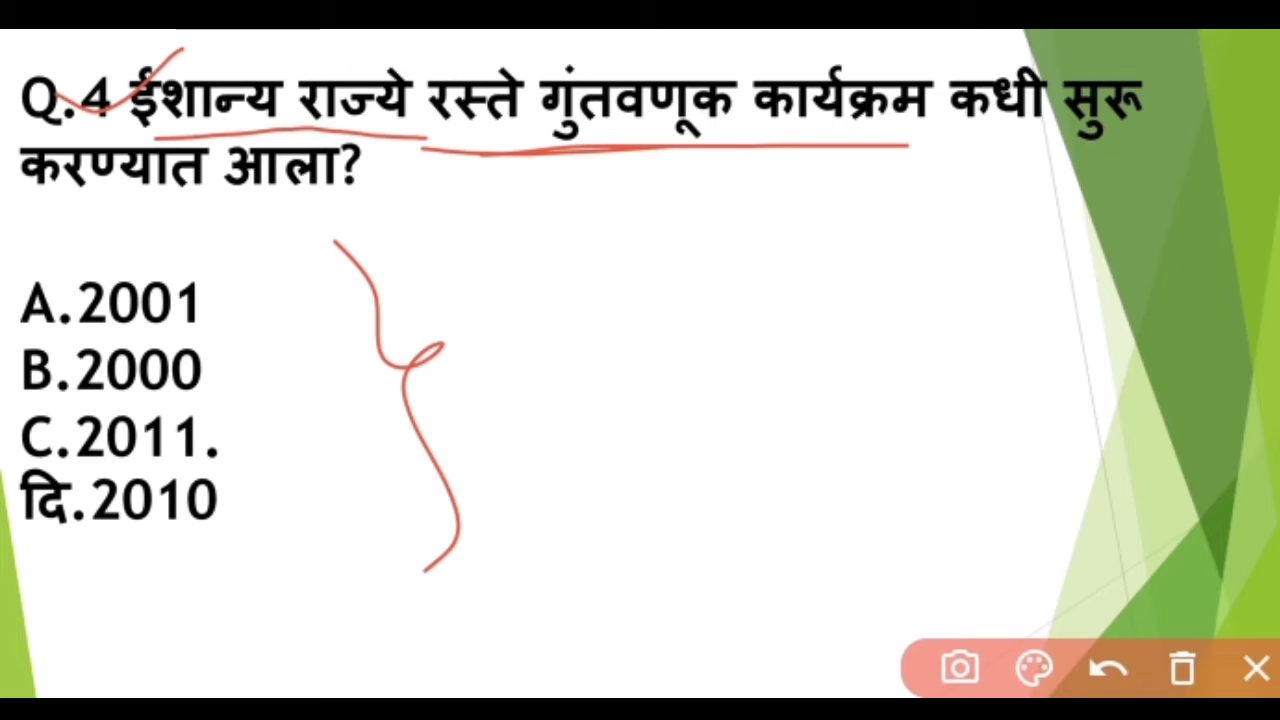 Q.4 ईशान्य राज्ये रस्ते गुंतवणूक कार्यक्रम कधी सुरू
करण्यात आला?
A.2001
B.2000
C.2011.
दि.2010